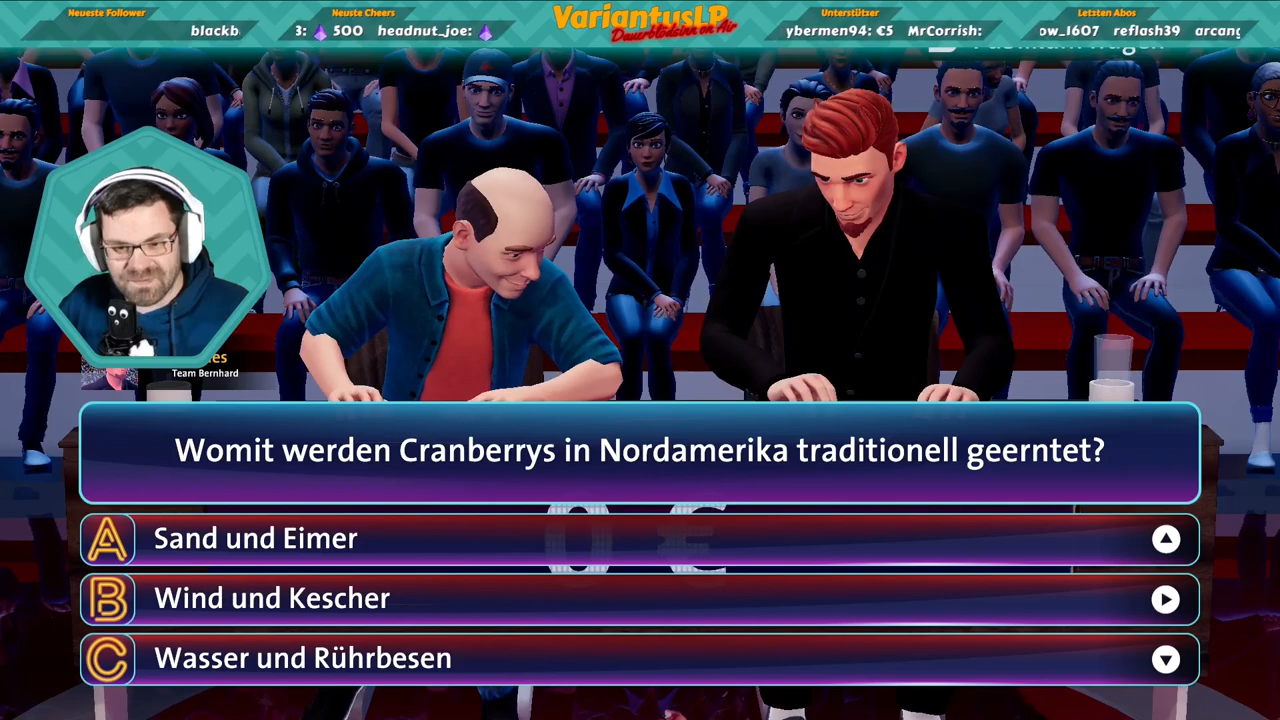 Neueste Follower
Neuste Cheers
VariantusLP
Dauerblödsinn on Air
Unterstützer
Letzten Abos
blackb
3: 500 headnut_joe:
ybermen94: €5 MrCorrish:
ow_1607 reflash39 arcang
es
Team Bernhard
Womit werden Cranberrys in Nordamerika traditionell geerntet?
0 €
A Sand und Eimer
B Wind und Kescher
C Wasser und Rührbesen